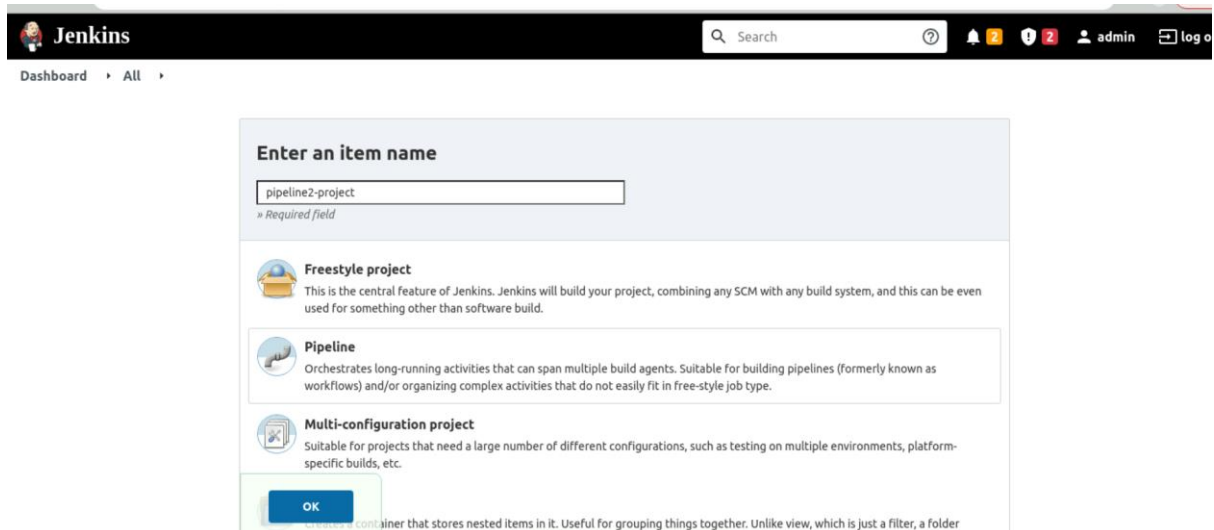 Jenkins
Search
2
2
admin
log o
Dashboard
All
Enter an item name
pipeline2-project
» Required field
Freestyle project
This is the central feature of Jenkins. Jenkins will build your project, combining any SCM with any build system, and this can be even
used for something other than software build.
Pipeline
Orchestrates long-running activities that can span multiple build agents. Suitable for building pipelines (formerly known as
workflows) and/or organizing complex activities that do not easily fit in free-style job type.
Multi-configuration project
Suitable for projects that need a large number of different configurations, such as testing on multiple environments, platform-
specific builds, etc.
OK
Creates a container that stores nested items in it. Useful for grouping things together. Unlike view, which is just a filter, a folder